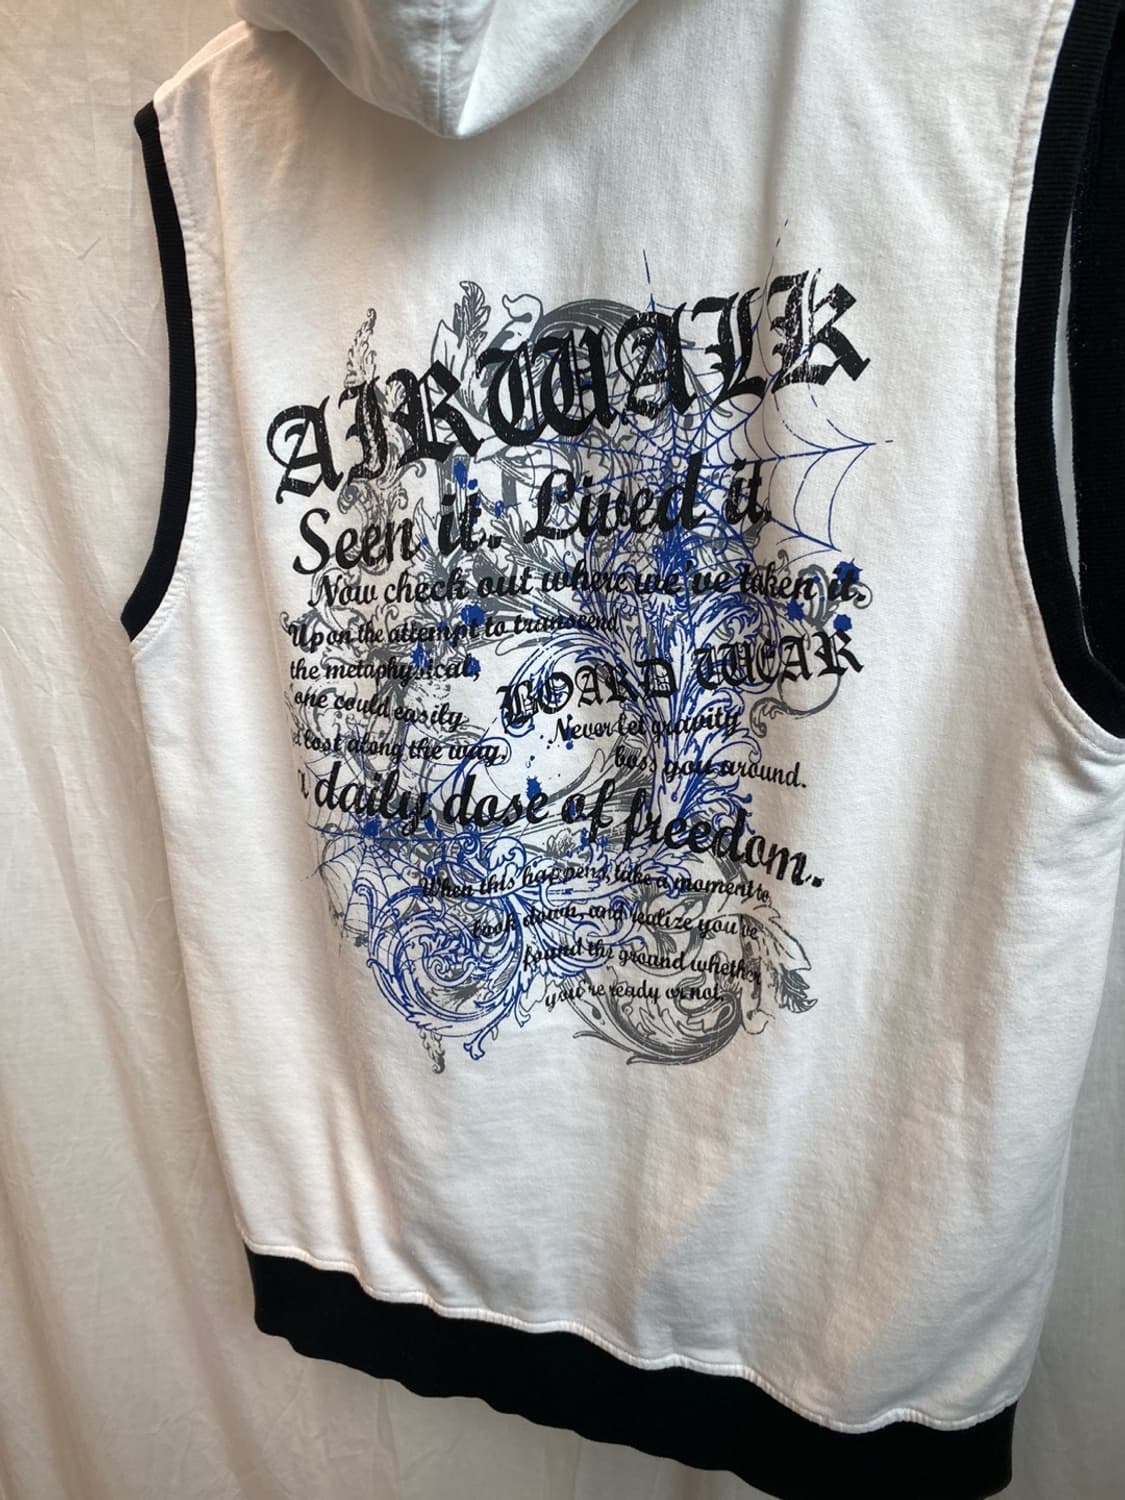 AIRWALK
Seen it. Lived it.
Now check out where we've taken it.
Upon the attempt to transcend
the metaphysical,
one could easily
lost along the way.
BOARD WEAR
Never let gravity
boss you around.
a daily dose of freedom.
When this happens, take a moment to
look down, and realize you've
found the ground whether
you're ready or not.